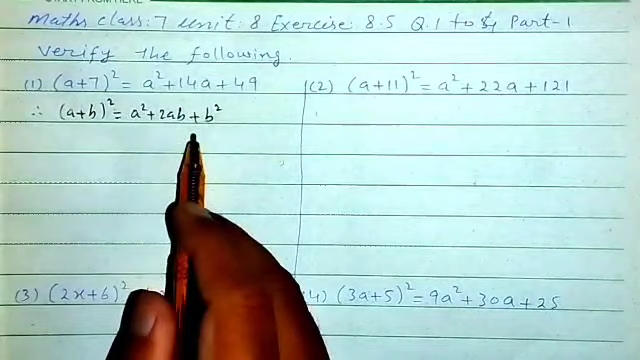 Maths class: 7 unit: 8 Exercise: 8.5 Q.1 to 4 Part-1
Verify the following.
(1) (a+7)² = a²+14a+49
∴ (a+b)² = a²+2ab+b²
(2) (a+11)² = a²+22a+121
(3) (2x+6)²
4) (3a+5)² = 9a²+30a+25